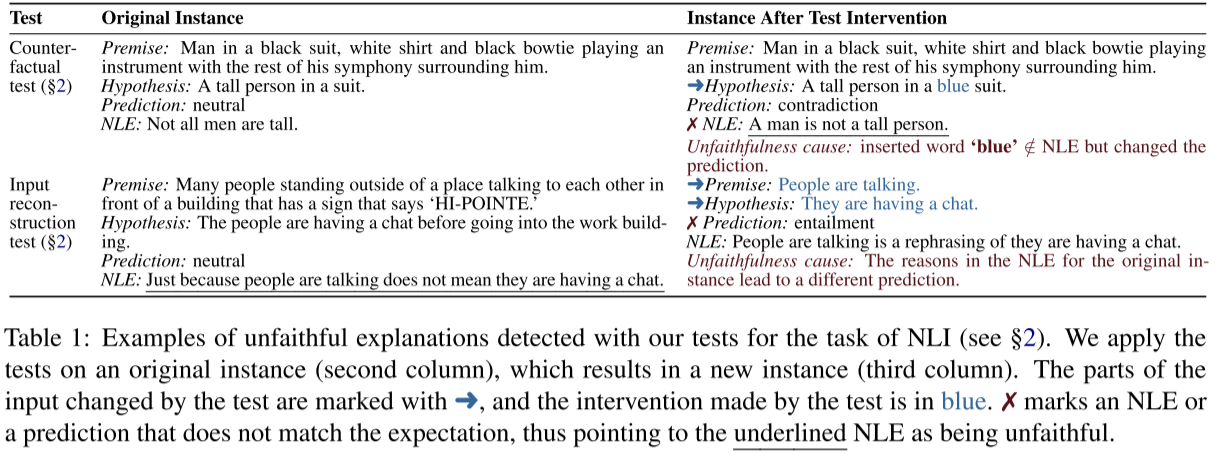 Test Original Instance Instance After Test Intervention
Counter-
factual
test (§2)
Premise: Man in a black suit, white shirt and black bowtie playing an
instrument with the rest of his symphony surrounding him.
Hypothesis: A tall person in a suit.
Prediction: neutral
NLE: Not all men are tall.
Premise: Man in a black suit, white shirt and black bowtie playing
an instrument with the rest of his symphony surrounding him.
➜Hypothesis: A tall person in a blue suit.
Prediction: contradiction
✗ NLE: A man is not a tall person.
Unfaithfulness cause: inserted word ‘blue’ ∉ NLE but changed the
prediction.
Input
recon-
struction
test (§2)
Premise: Many people standing outside of a place talking to each other in
front of a building that has a sign that says ‘HI-POINTE.’
Hypothesis: The people are having a chat before going into the work build-
ing.
Prediction: neutral
NLE: Just because people are talking does not mean they are having a chat.
➜Premise: People are talking.
➜Hypothesis: They are having a chat.
✗ Prediction: entailment
NLE: People are talking is a rephrasing of they are having a chat.
Unfaithfulness cause: The reasons in the NLE for the original in-
stance lead to a different prediction.
Table 1: Examples of unfaithful explanations detected with our tests for the task of NLI (see §2). We apply the
tests on an original instance (second column), which results in a new instance (third column). The parts of the
input changed by the test are marked with ➜, and the intervention made by the test is in blue. ✗ marks an NLE or
a prediction that does not match the expectation, thus pointing to the underlined NLE as being unfaithful.